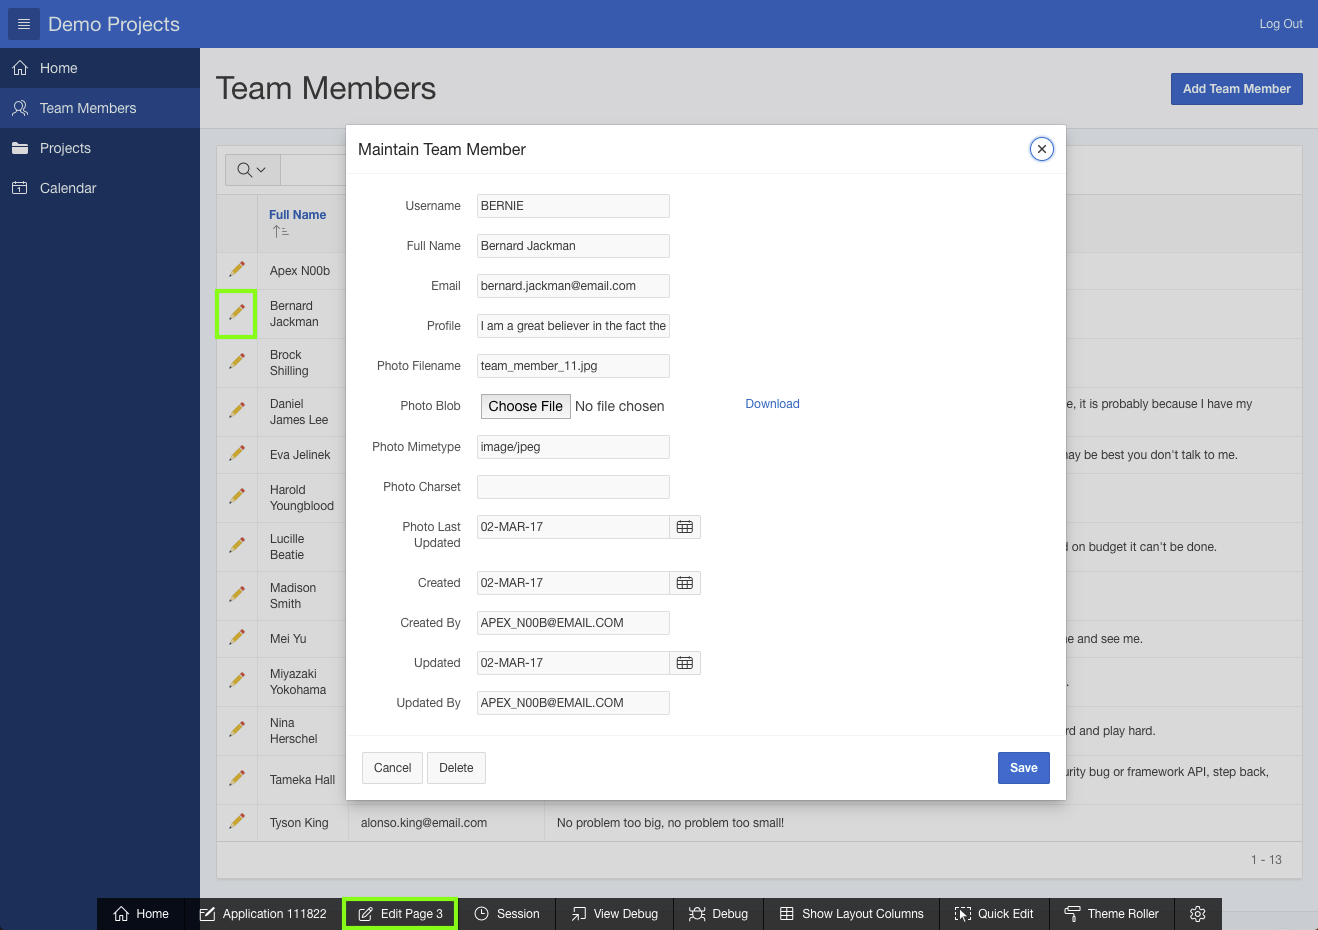 Demo Projects
Log Out
Home
Team Members
Projects
Calendar
Team Members
Add Team Member
Full Name
Apex N00b
Bernard
Jackman
Brock
Shilling
Daniel
James Lee
e, it is probably because I have my
Eva Jelinek
may be best you don't talk to me.
Harold
Youngblood
Lucille
Beatie
d on budget it can't be done.
Madison
Smith
Mei Yu
e and see me.
Miyazaki
Yokohama
Nina
Herschel
rd and play hard.
Tameka Hall
urity bug or framework API, step back,
Tyson King
alonso.king@email.com
No problem too big, no problem too small!
1 - 13
Maintain Team Member
Username
BERNIE
Full Name
Bernard Jackman
Email
bernard.jackman@email.com
Profile
I am a great believer in the fact the
Photo Filename
team_member_11.jpg
Photo Blob
Choose File No file chosen
Download
Photo Mimetype
image/jpeg
Photo Charset
Photo Last
Updated
02-MAR-17
Created
02-MAR-17
Created By
APEX_N00B@EMAIL.COM
Updated
02-MAR-17
Updated By
APEX_N00B@EMAIL.COM
Cancel
Delete
Save
Home
Application 111822
Edit Page 3
Session
View Debug
Debug
Show Layout Columns
Quick Edit
Theme Roller